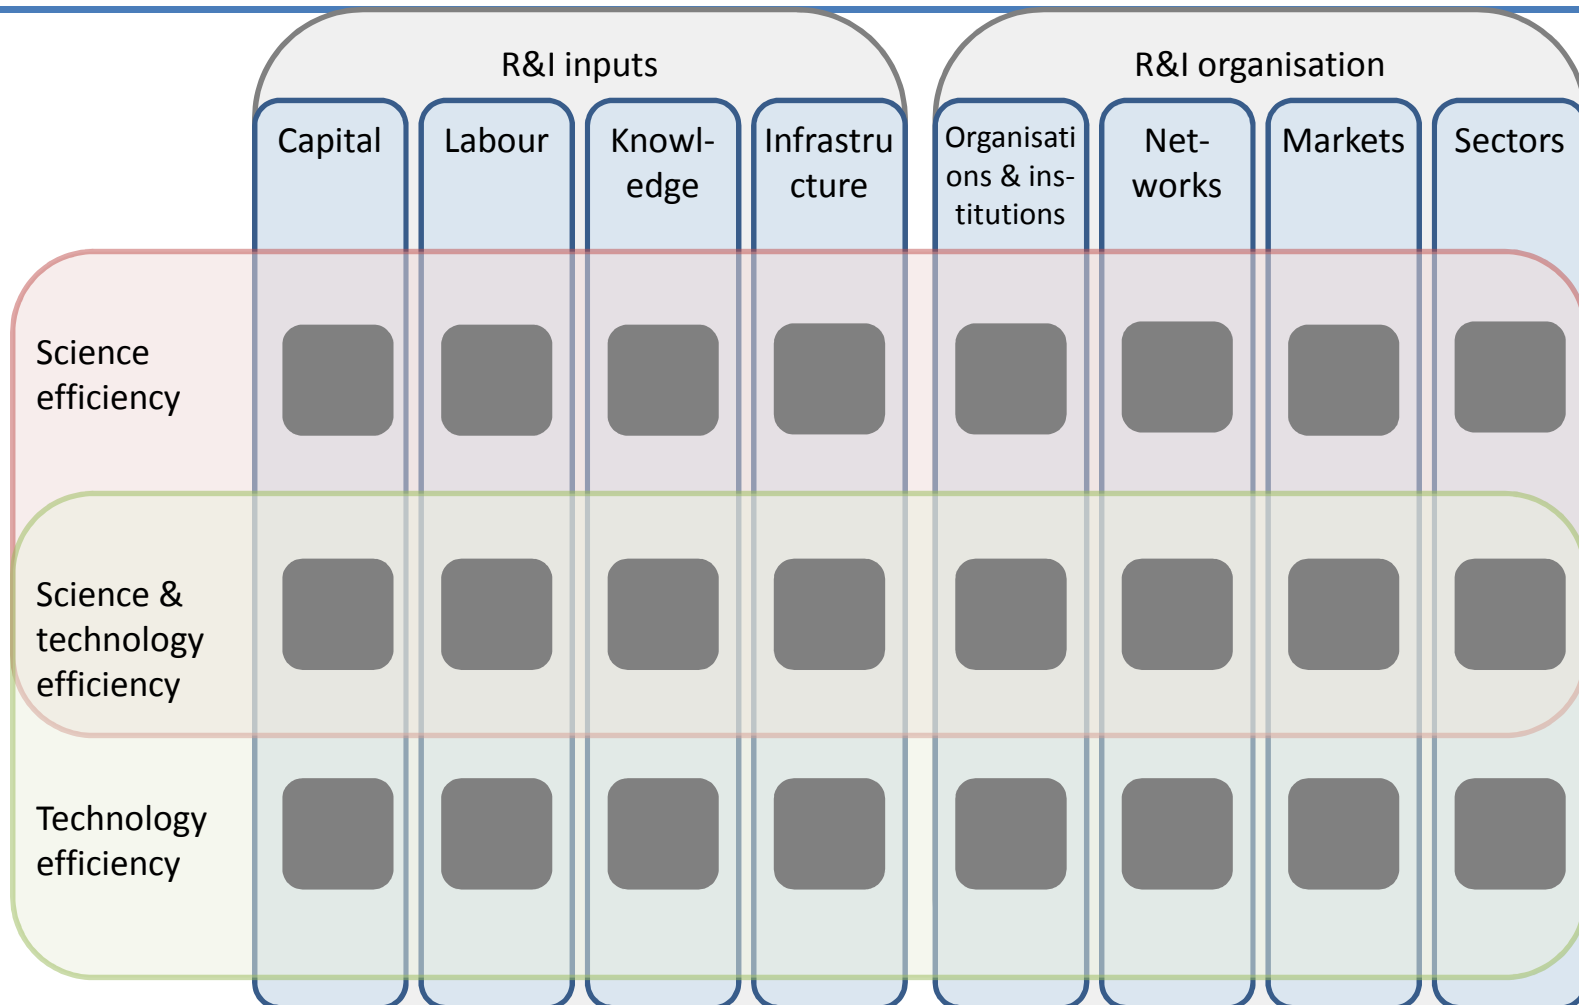 R&I inputs
R&I organisation
Capital
Labour
Knowl-
edge
Infrastru
cture
Organisati
ons & ins-
titutions
Net-
works
Markets
Sectors
Science
efficiency
Science &
technology
efficiency
Technology
efficiency